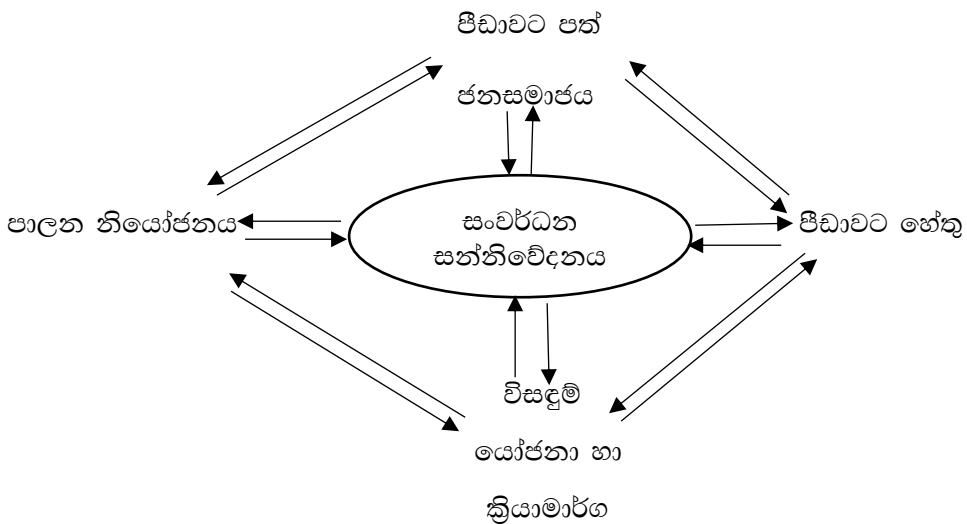 පීඩාවට පත්
ජනසමාජය
පාලන නියෝජනය
සංවර්ධන
සන්නිවේදනය
පීඩාවට හේතු
විසඳුම්
යෝජනා හා
ක්‍රියාමාර්ග